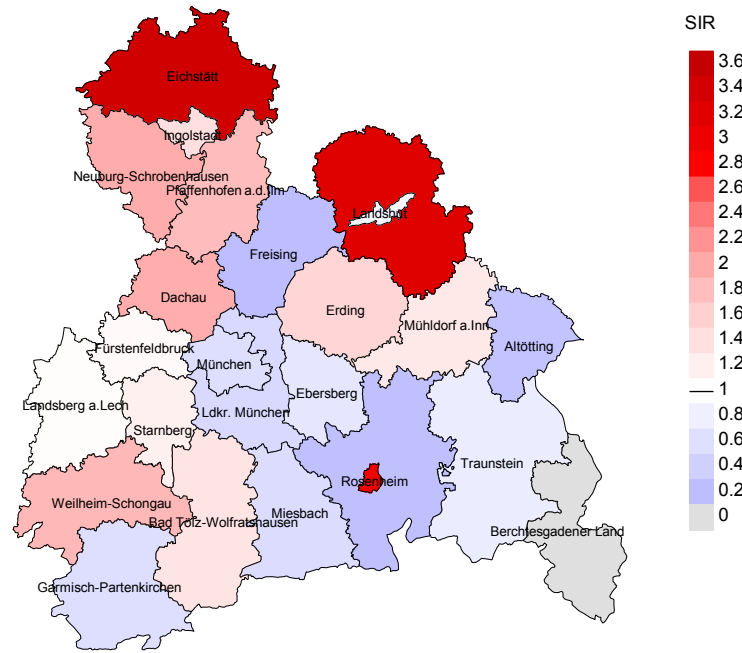 SIR
Eichstätt
Ingolstadt
Neuburg-Schrobenhausen
Pfaffenhofen a.d.Ilm
Landshut
Freising
Dachau
Erding
Mühldorf a.Inn
Altötting
Fürstenfeldbruck
München
Ebersberg
Landsberg a.Lech
Ldkr. München
Starnberg
Traunstein
Rosenheim
Weilheim-Schongau
Miesbach
Bad Tölz-Wolfratshausen
Berchtesgadener Land
Garmisch-Partenkirchen
3.6
3.4
3.2
3
2.8
2.6
2.4
2.2
2
1.8
1.6
1.4
1.2
1
0.8
0.6
0.4
0.2
0